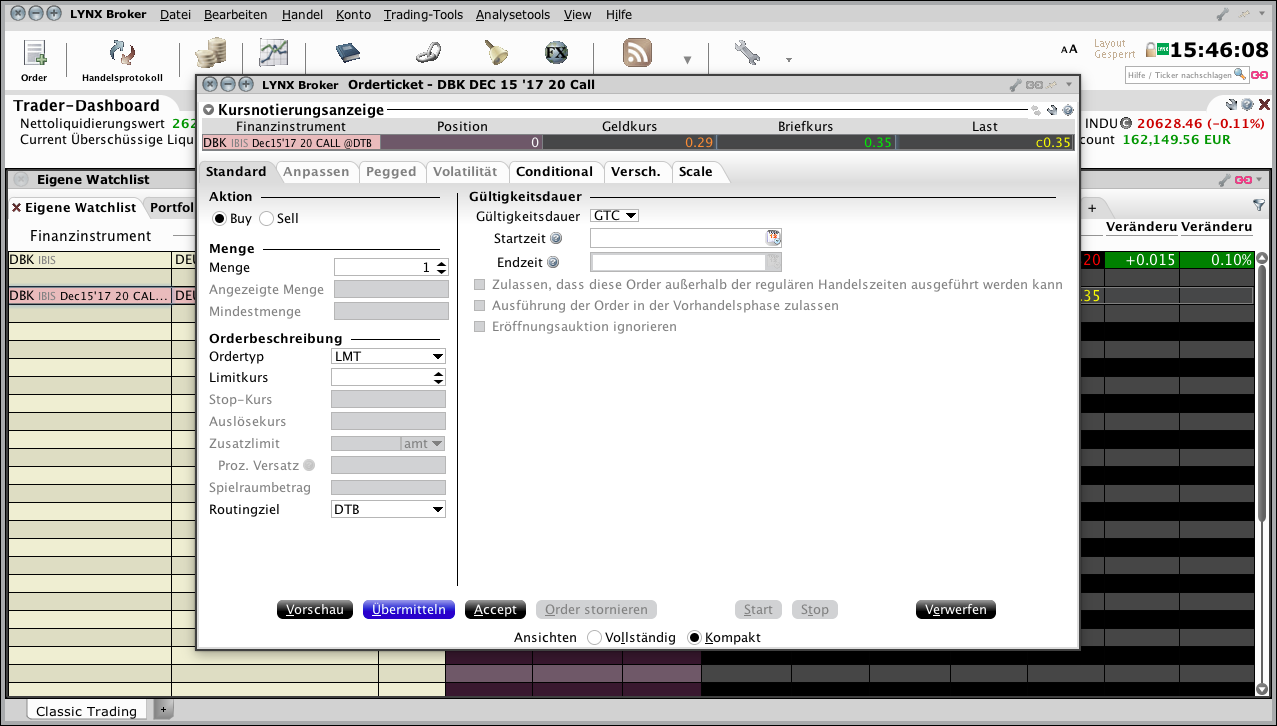 LYNX Broker Datei Bearbeiten Handel Konto Trading-Tools Analysetools View Hilfe
Order Handelsprotokoll FX AA Layout Gesperrt LYNX 15:46:08
Hilfe / Ticker nachschlagen
Trader-Dashboard
Nettoliquidierungswert 262 INDU C 20628.46 (-0.11%)
Current Überschüssige Liqu count 162,149.56 EUR
Eigene Watchlist
Eigene Watchlist Portfol +
Finanzinstrument Veränderu Veränderu
DBK IBIS DEU 20 +0.015 0.10%
DBK IBIS Dec15'17 20 CAL... DEU .35
LYNX Broker Orderticket - DBK DEC 15 '17 20 Call
Kursnotierungsanzeige
Finanzinstrument Position Geldkurs Briefkurs Last
DBK IBIS Dec15'17 20 CALL @DTB 0 0.29 0.35 c0.35
Standard Anpassen Pegged Volatilität Conditional Versch. Scale
Aktion
Buy Sell
Menge
Menge 1
Angezeigte Menge
Mindestmenge
Orderbeschreibung
Ordertyp LMT
Limitkurs
Stop-Kurs
Auslösekurs
Zusatzlimit amt
Proz. Versatz
Spielraumbetrag
Routingziel DTB
Gültigkeitsdauer
Gültigkeitsdauer GTC
Startzeit ?
Endzeit ?
Zulassen, dass diese Order außerhalb der regulären Handelszeiten ausgeführt werden kann
Ausführung der Order in der Vorhandelsphase zulassen
Eröffnungsauktion ignorieren
Vorschau Übermitteln Accept Order stornieren Start Stop Verwerfen
Ansichten Vollständig Kompakt
Classic Trading +